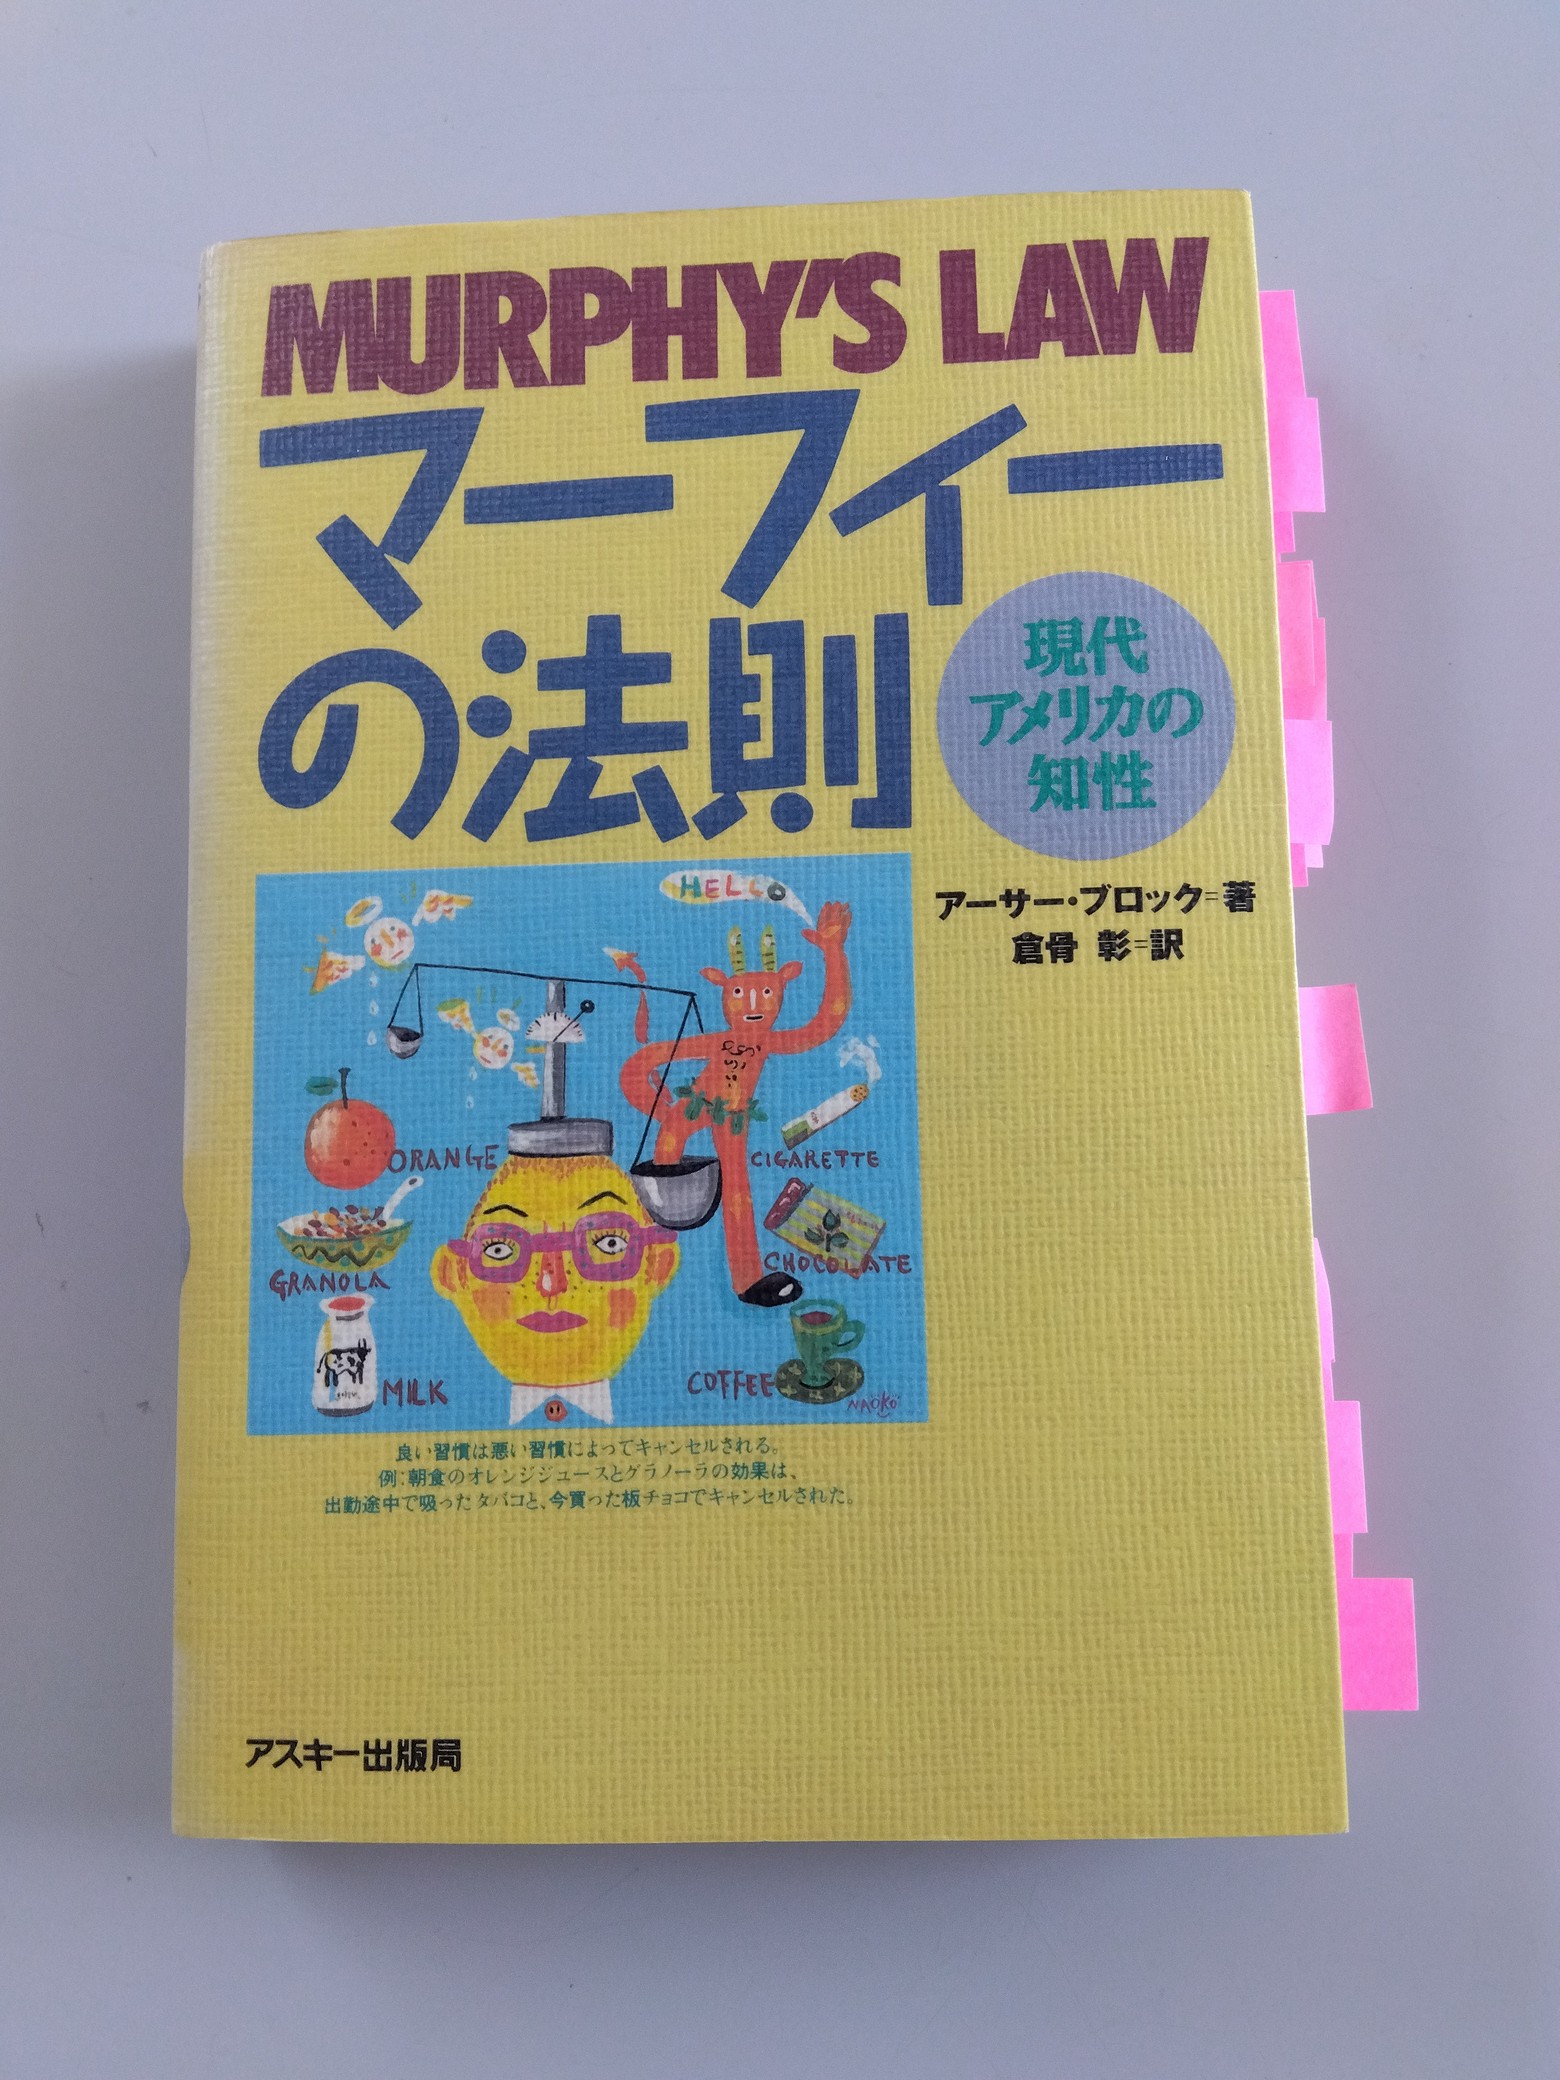 MURPHY'S LAW
マーフィー
の法則
現代
アメリカの
知性
アーサー・ブロック=著
倉骨 彰=訳
HELLO
ORANGE
CIGARETTE
GRANOLA
CHOCOLATE
MILK
COFFEE
NAOKO
良い習慣は悪い習慣によってキャンセルされる。
例:朝食のオレンジジュースとグラノーラの効果は、
出勤途中で吸ったタバコと、今買った板チョコでキャンセルされた。
アスキー出版局